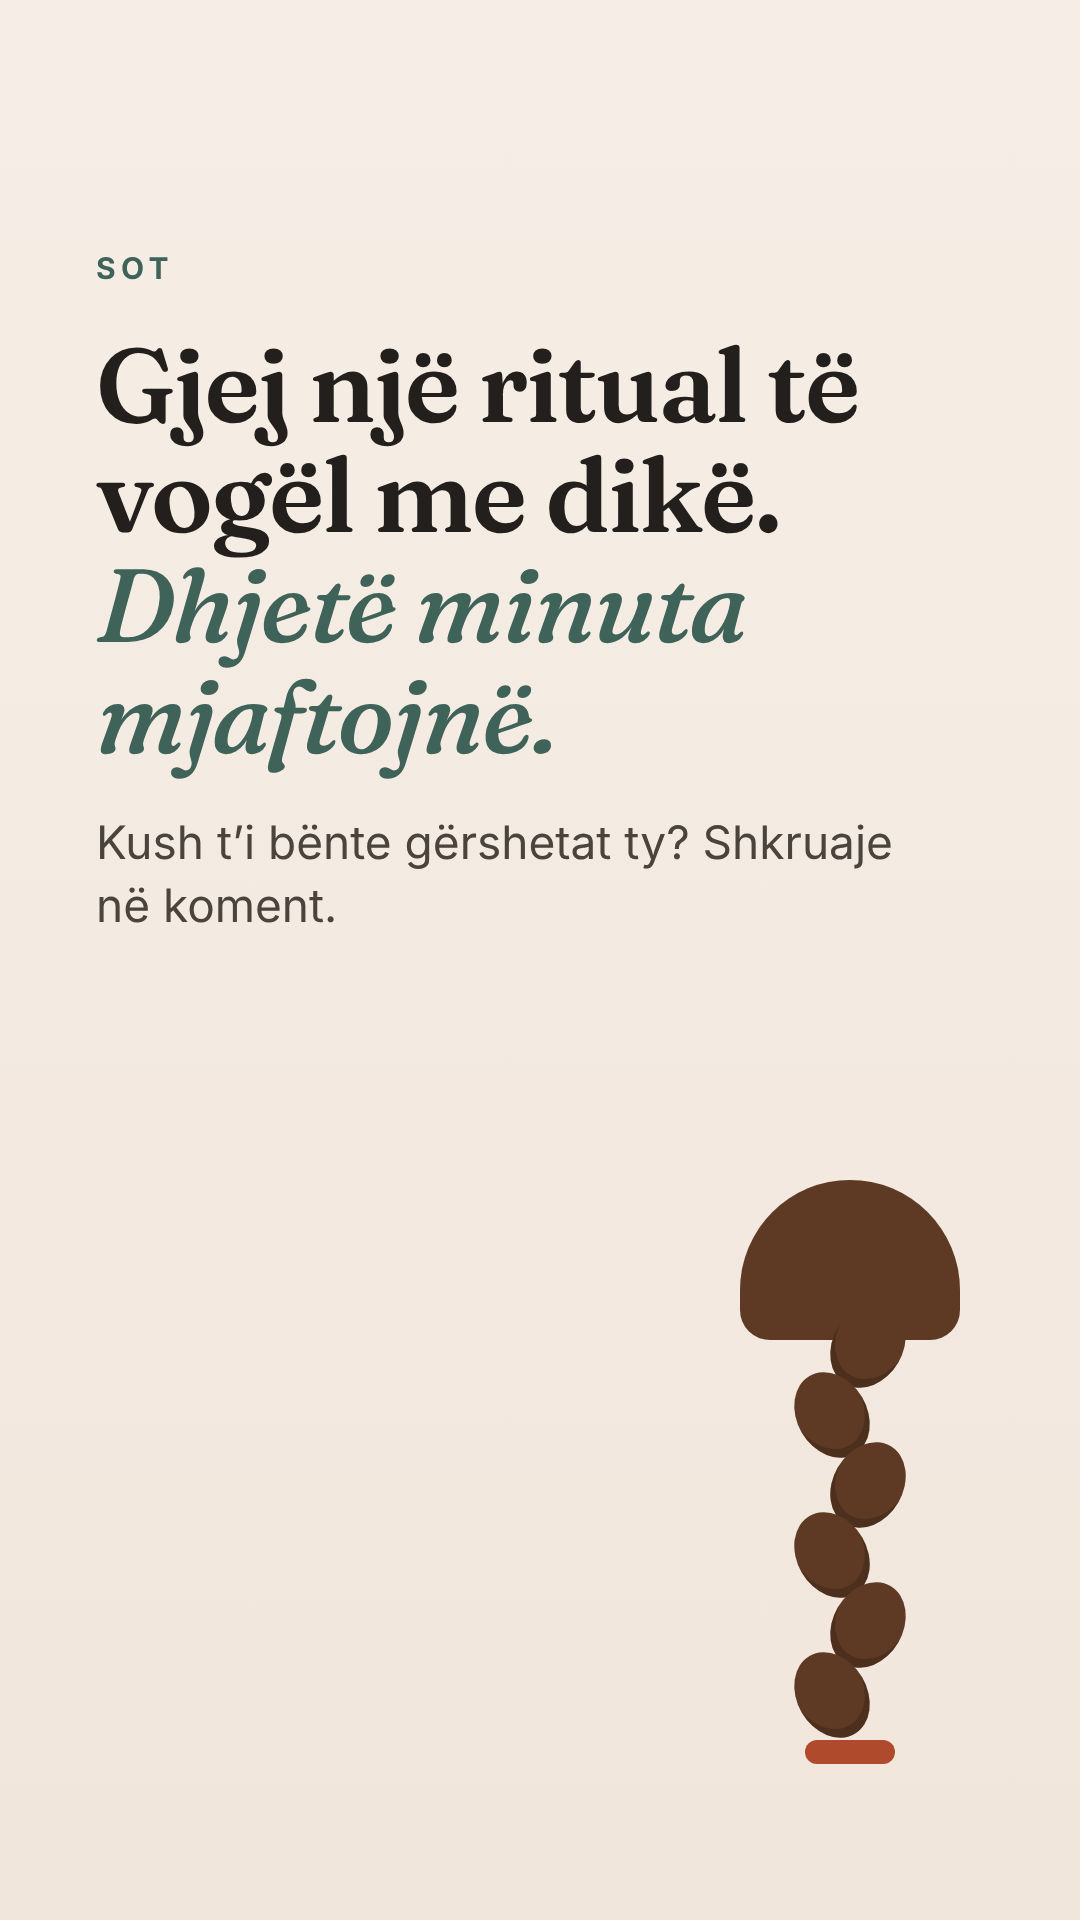 SOT
Gjej një ritual të
vogël me dikë.
Dhjetë minuta
mjaftojnë.
Kush t’i bënte gërshetat ty? Shkruaje
në koment.